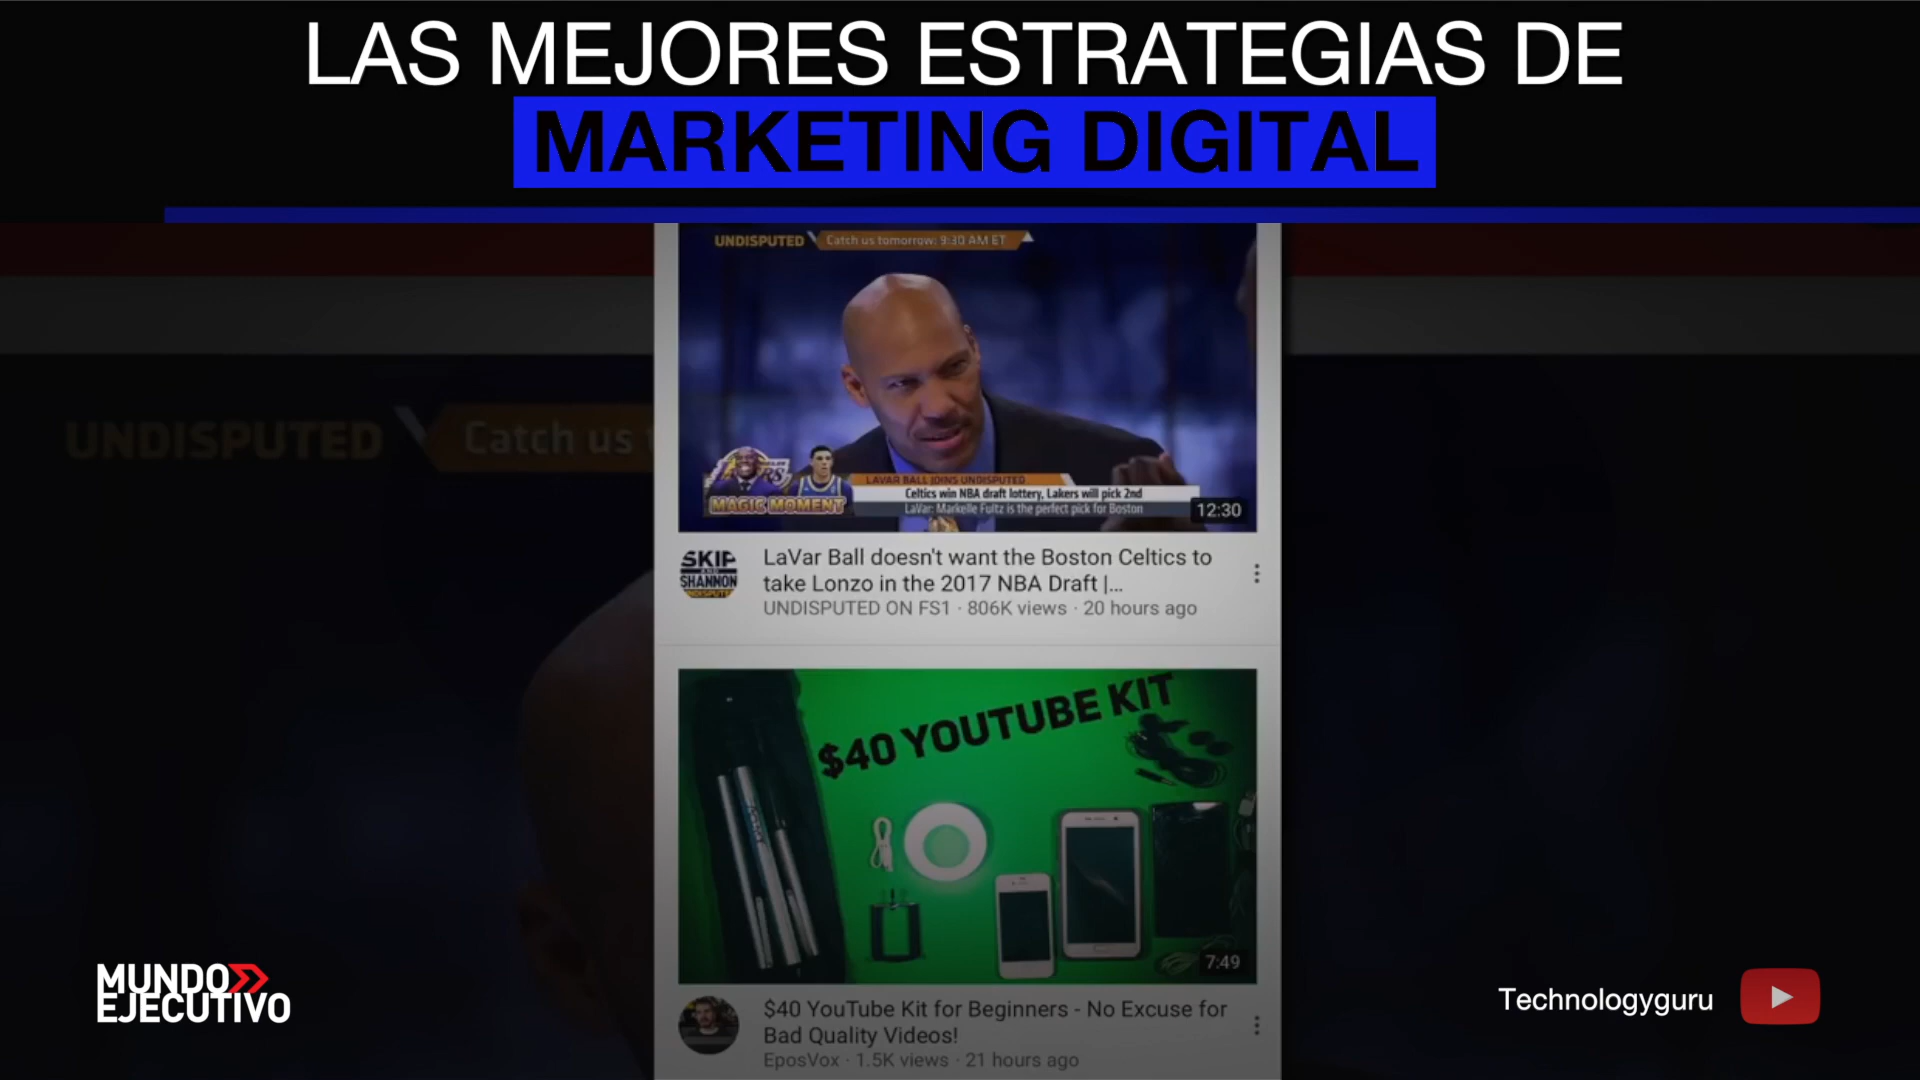 LAS MEJORES ESTRATEGIAS DE
MARKETING DIGITAL
UNDISPUTED Catch us tomorrow: 9:30 AM ET
UNDISPUTED Catch us
MAGIC MOMENT
LAVAR BALL JOINS UNDISPUTED
Celtics win NBA draft lottery, Lakers will pick 2nd
LaVar: Markelle Fultz is the perfect pick for Boston
12:30
SKIP
AND
SHANNON
UNDISPUTED
LaVar Ball doesn't want the Boston Celtics to
take Lonzo in the 2017 NBA Draft |...
UNDISPUTED ON FS1 · 806K views · 20 hours ago
$40 YOUTUBE KIT
7:49
$40 YouTube Kit for Beginners - No Excuse for
Bad Quality Videos!
EposVox · 1.5K views · 21 hours ago
MUNDO
EJECUTIVO
Technologyguru